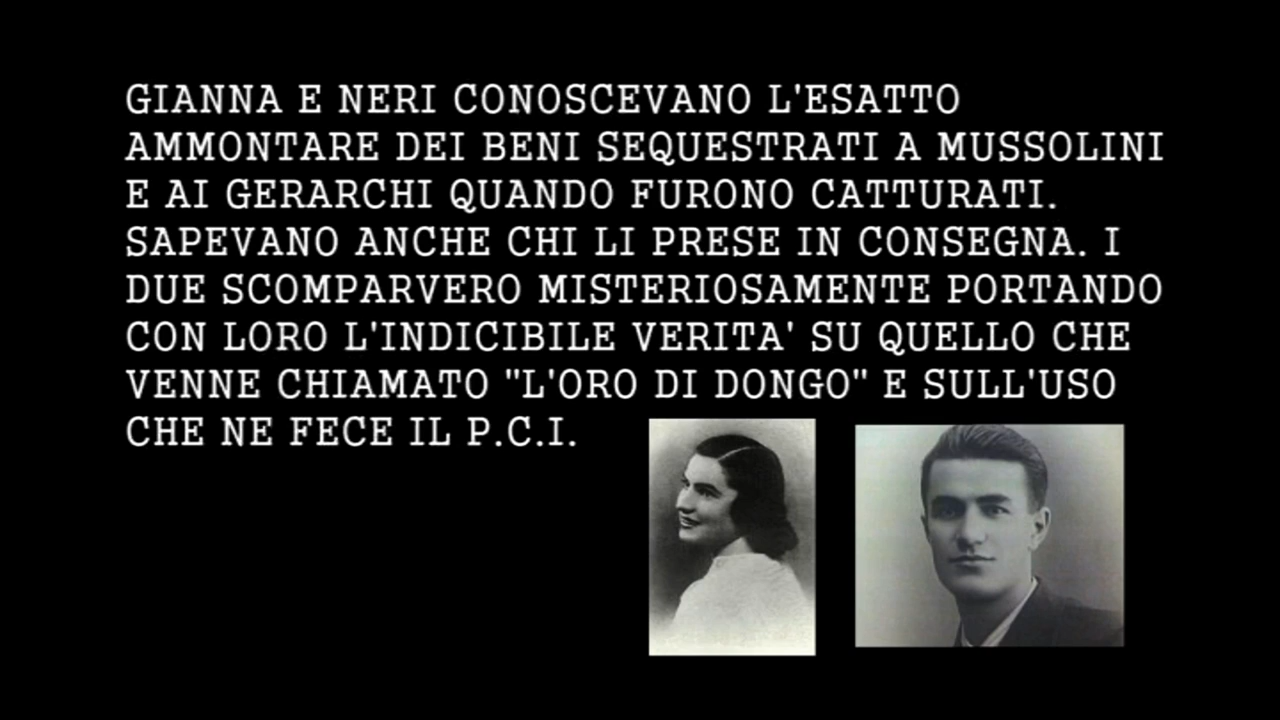 GIANNA E NERI CONOSCEVANO L'ESATTO
AMMONTARE DEI BENI SEQUESTRATI A MUSSOLINI
E AI GERARCHI QUANDO FURONO CATTURATI.
SAPEVANO ANCHE CHI LI PRESE IN CONSEGNA. I
DUE SCOMPARVERO MISTERIOSAMENTE PORTANDO
CON LORO L'INDICIBILE VERITA' SU QUELLO CHE
VENNE CHIAMATO "L'ORO DI DONGO" E SULL'USO
CHE NE FECE IL P.C.I.